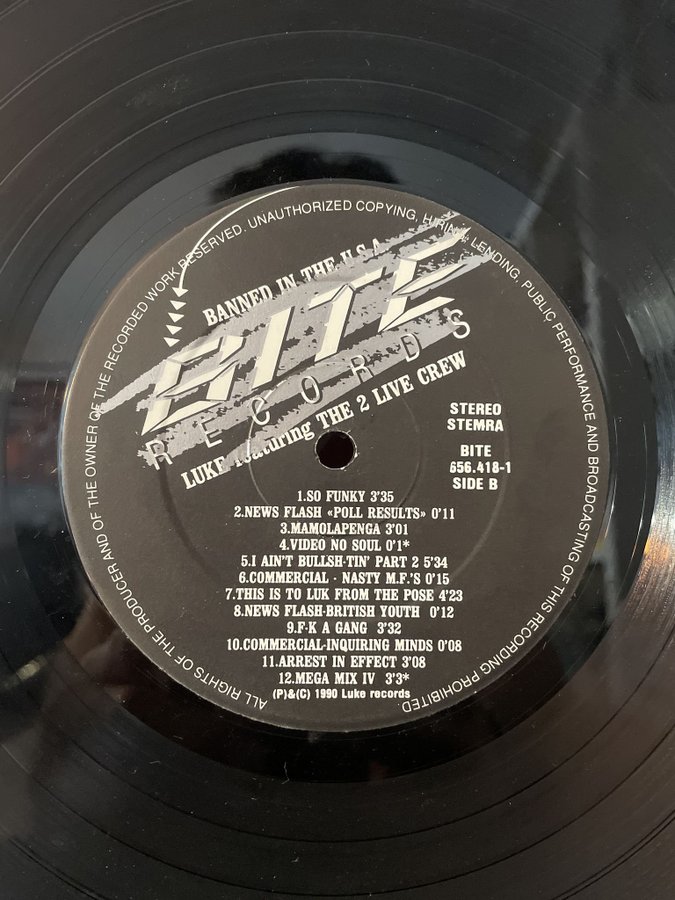 ALL RIGHTS OF THE PRODUCER AND OF THE OWNER OF THE RECORDED WORK RESERVED. UNAUTHORIZED COPYING, HIRING, LENDING, PUBLIC PERFORMANCE AND BROADCASTING OF THIS RECORDING PROHIBITED
BANNED IN THE U.S.A
BITE
RECORDS
LUKE featuring THE 2 LIVE CREW
STEREO
STEMRA
BITE
656.418-1
SIDE B
1.SO FUNKY 3'35
2.NEWS FLASH «POLL RESULTS» 0'11
3.MAMOLAPENGA 3'01
4.VIDEO NO SOUL 0'1*
5.I AIN'T BULLSH-TIN' PART 2 5'34
6.COMMERCIAL - NASTY M.F.'S 0'15
7.THIS IS TO LUK FROM THE POSE 4'23
8.NEWS FLASH-BRITISH YOUTH 0'12
9.F-K A GANG 3'32
10.COMMERCIAL-INQUIRING MINDS 0'08
11.ARREST IN EFFECT 3'08
12.MEGA MIX IV 3'3*
(P)&(C) 1990 Luke records